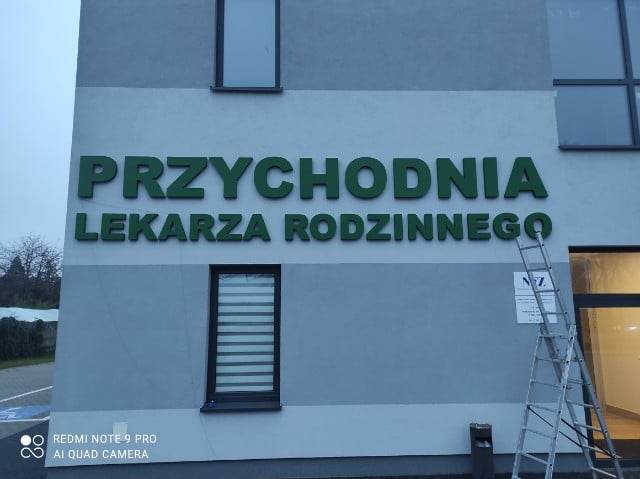 PRZYCHODNIA
LEKARZA RODZINNEGO
NFZ
REDMI NOTE 9 PRO
AI QUAD CAMERA